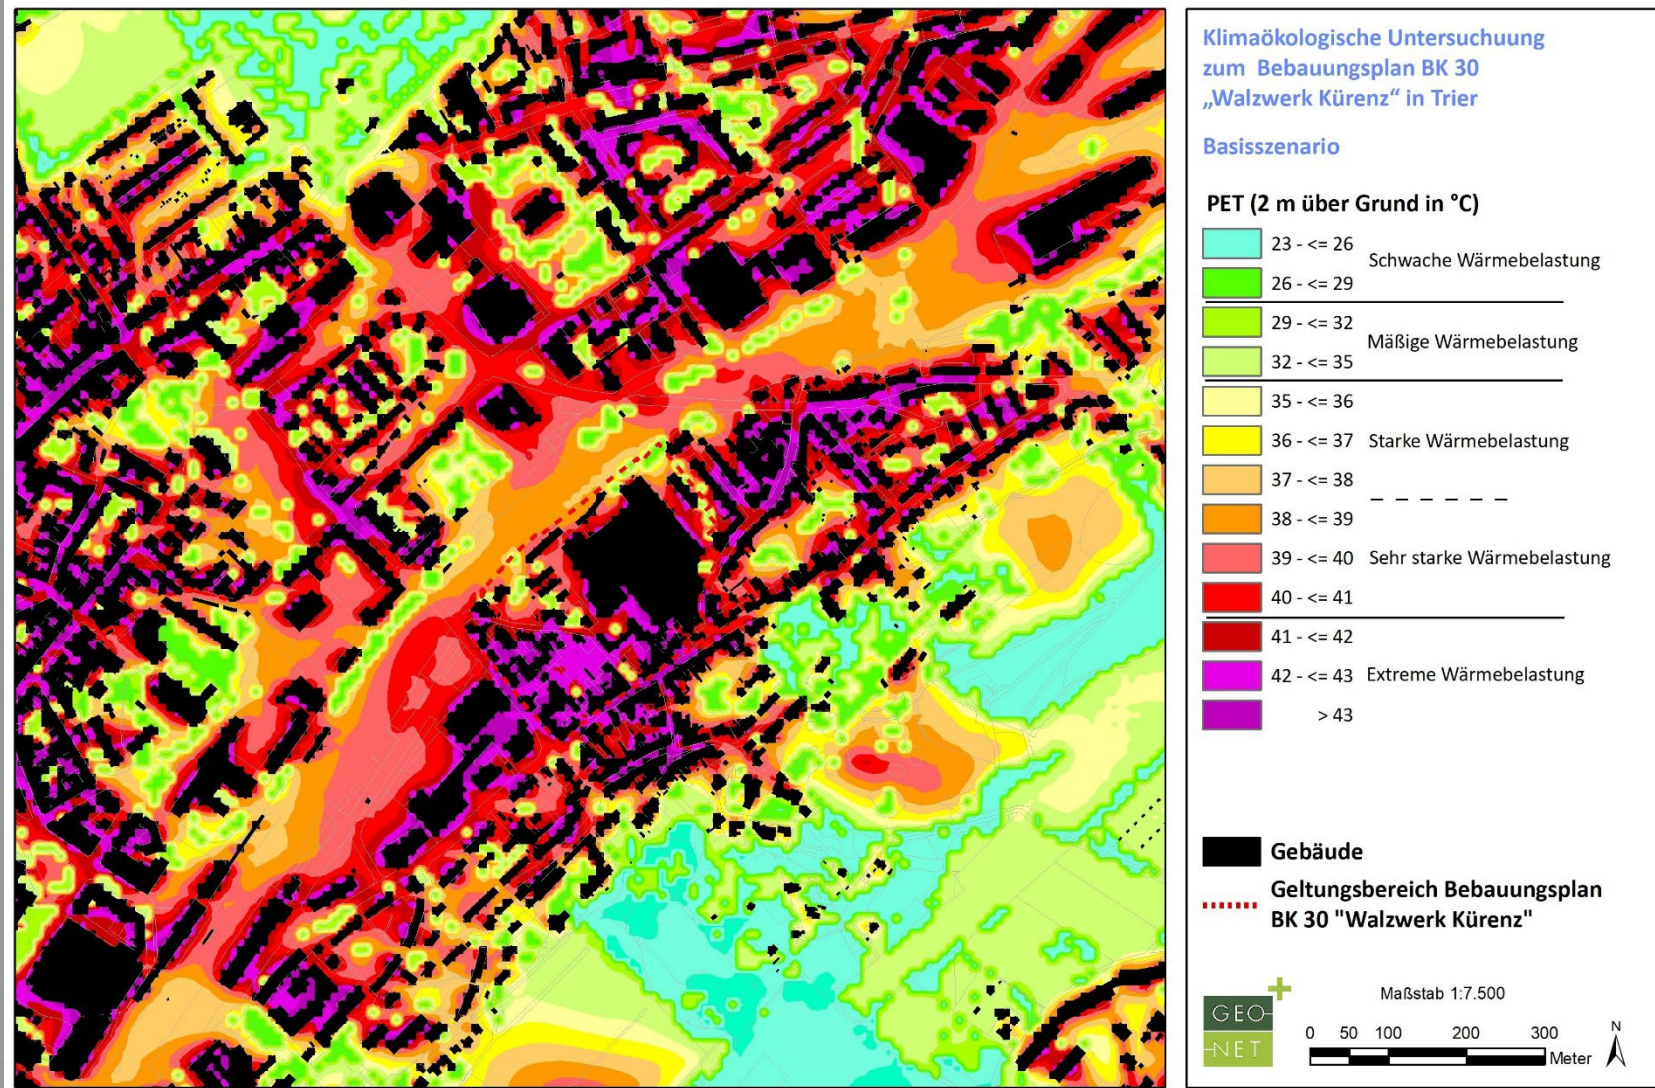 Klimaökologische Untersuchuung
zum Bebauungsplan BK 30
„Walzwerk Kürenz“ in Trier
Basisszenario
PET (2 m über Grund in °C)
23 - <= 26
Schwache Wärmebelastung
26 - <= 29
29 - <= 32
Mäßige Wärmebelastung
32 - <= 35
35 - <= 36
36 - <= 37 Starke Wärmebelastung
37 - <= 38
38 - <= 39
39 - <= 40 Sehr starke Wärmebelastung
40 - <= 41
41 - <= 42
42 - <= 43 Extreme Wärmebelastung
> 43
Gebäude
Geltungsbereich Bebauungsplan
BK 30 "Walzwerk Kürenz"
GEO
NET
Maßstab 1:7.500
0 50 100 200 300
Meter
N